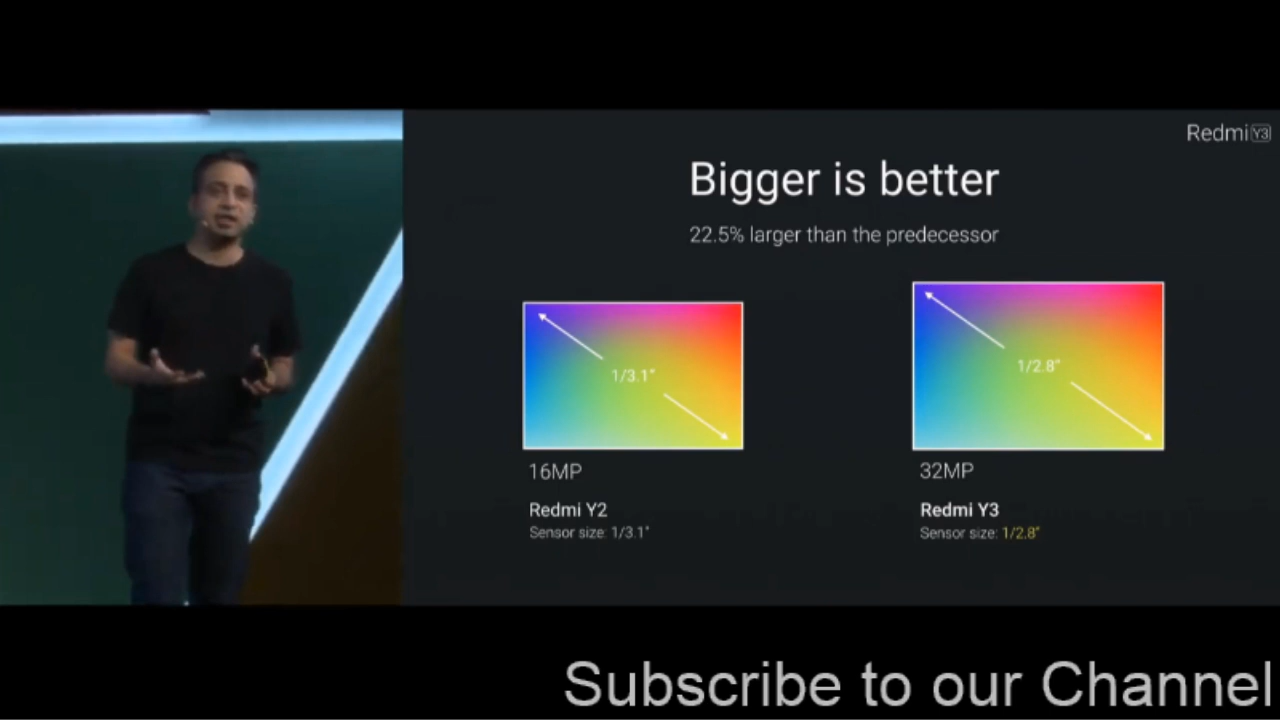 Redmi Y3
Bigger is better
22.5% larger than the predecessor
1/3.1"
1/2.8"
16MP
32MP
Redmi Y2
Redmi Y3
Sensor size: 1/3.1"
Sensor size: 1/2.8"
Subscribe to our Channel